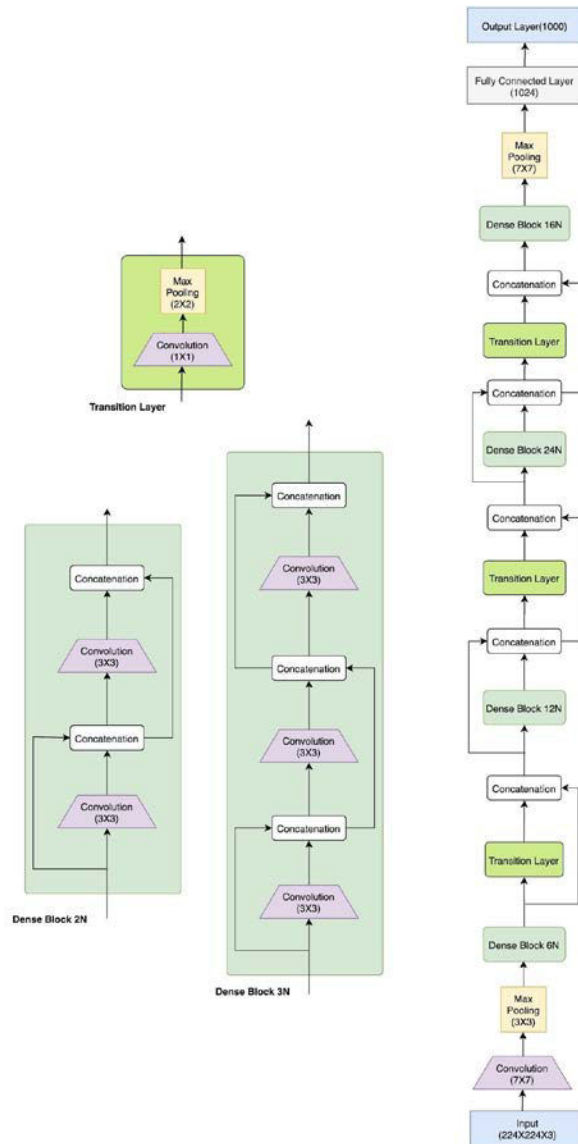 Output Layer(1000)
Fully Connected Layer
(1024)
Max
Pooling
(7X7)
Dense Block 16N
Concatenation
Transition Layer
Concatenation
Dense Block 24N
Concatenation
Transition Layer
Concatenation
Dense Block 12N
Concatenation
Transition Layer
Dense Block 6N
Max
Pooling
(3X3)
Convolution
(7X7)
Input
(224X224X3)
Max
Pooling
(2X2)
Convolution
(1X1)
Transition Layer
Concatenation
Convolution
(3X3)
Concatenation
Convolution
(3X3)
Dense Block 2N
Concatenation
Convolution
(3X3)
Concatenation
Convolution
(3X3)
Concatenation
Convolution
(3X3)
Dense Block 3N